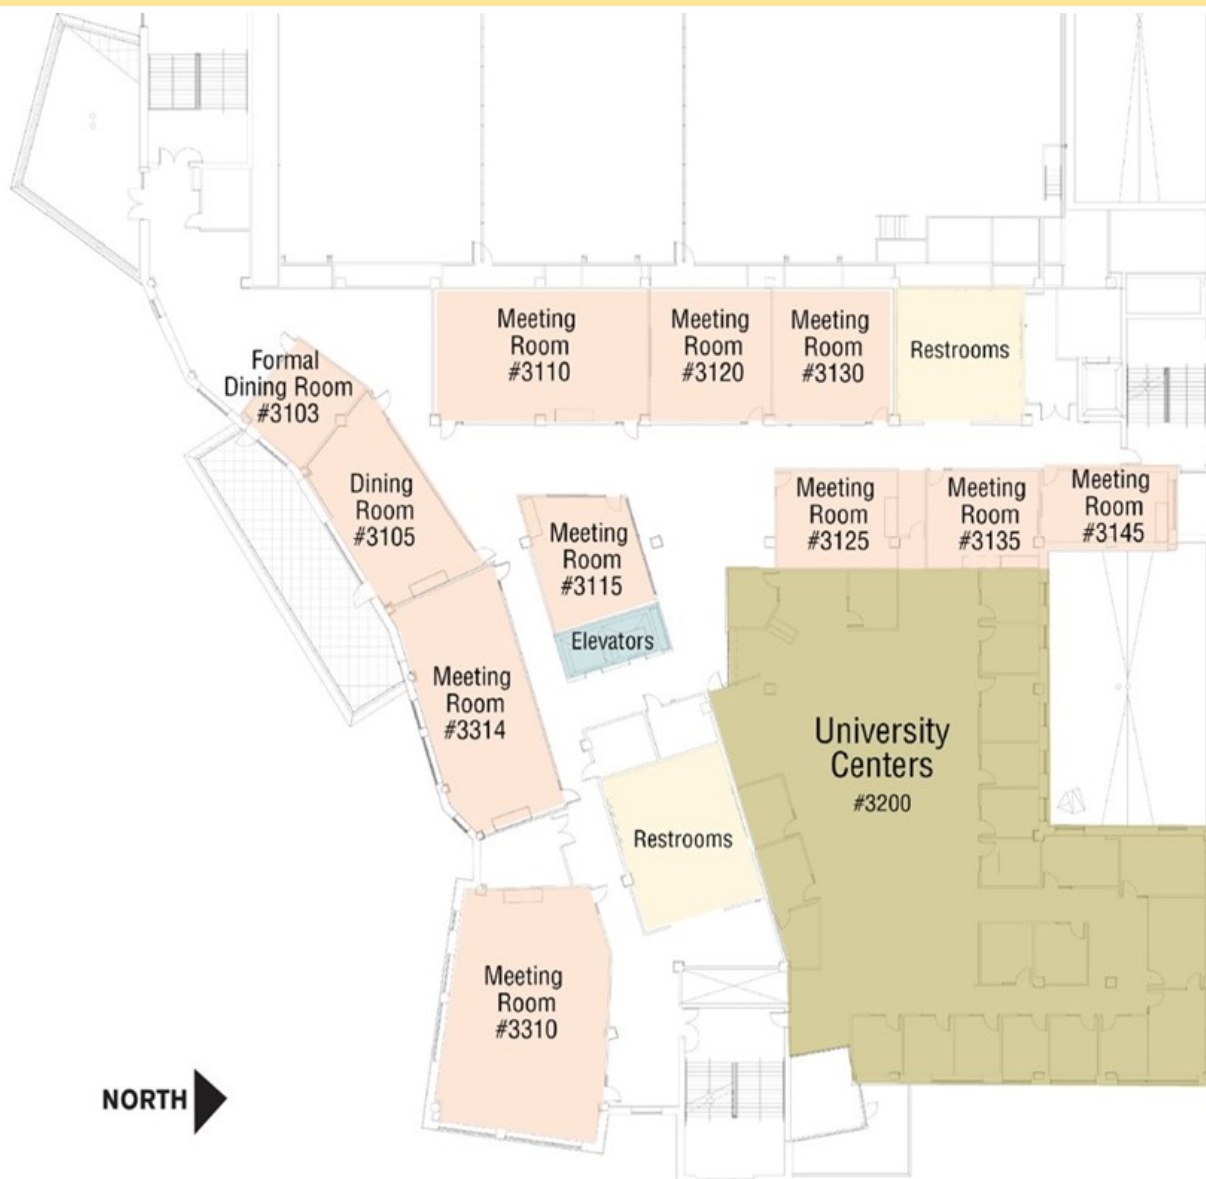 Meeting
Room
#3110
Meeting
Room
#3120
Meeting
Room
#3130
Restrooms
Formal
Dining Room
#3103
Dining
Room
#3105
Meeting
Room
#3115
Elevators
Meeting
Room
#3125
Meeting
Room
#3135
Meeting
Room
#3145
Meeting
Room
#3314
University
Centers
#3200
Restrooms
Meeting
Room
#3310
NORTH